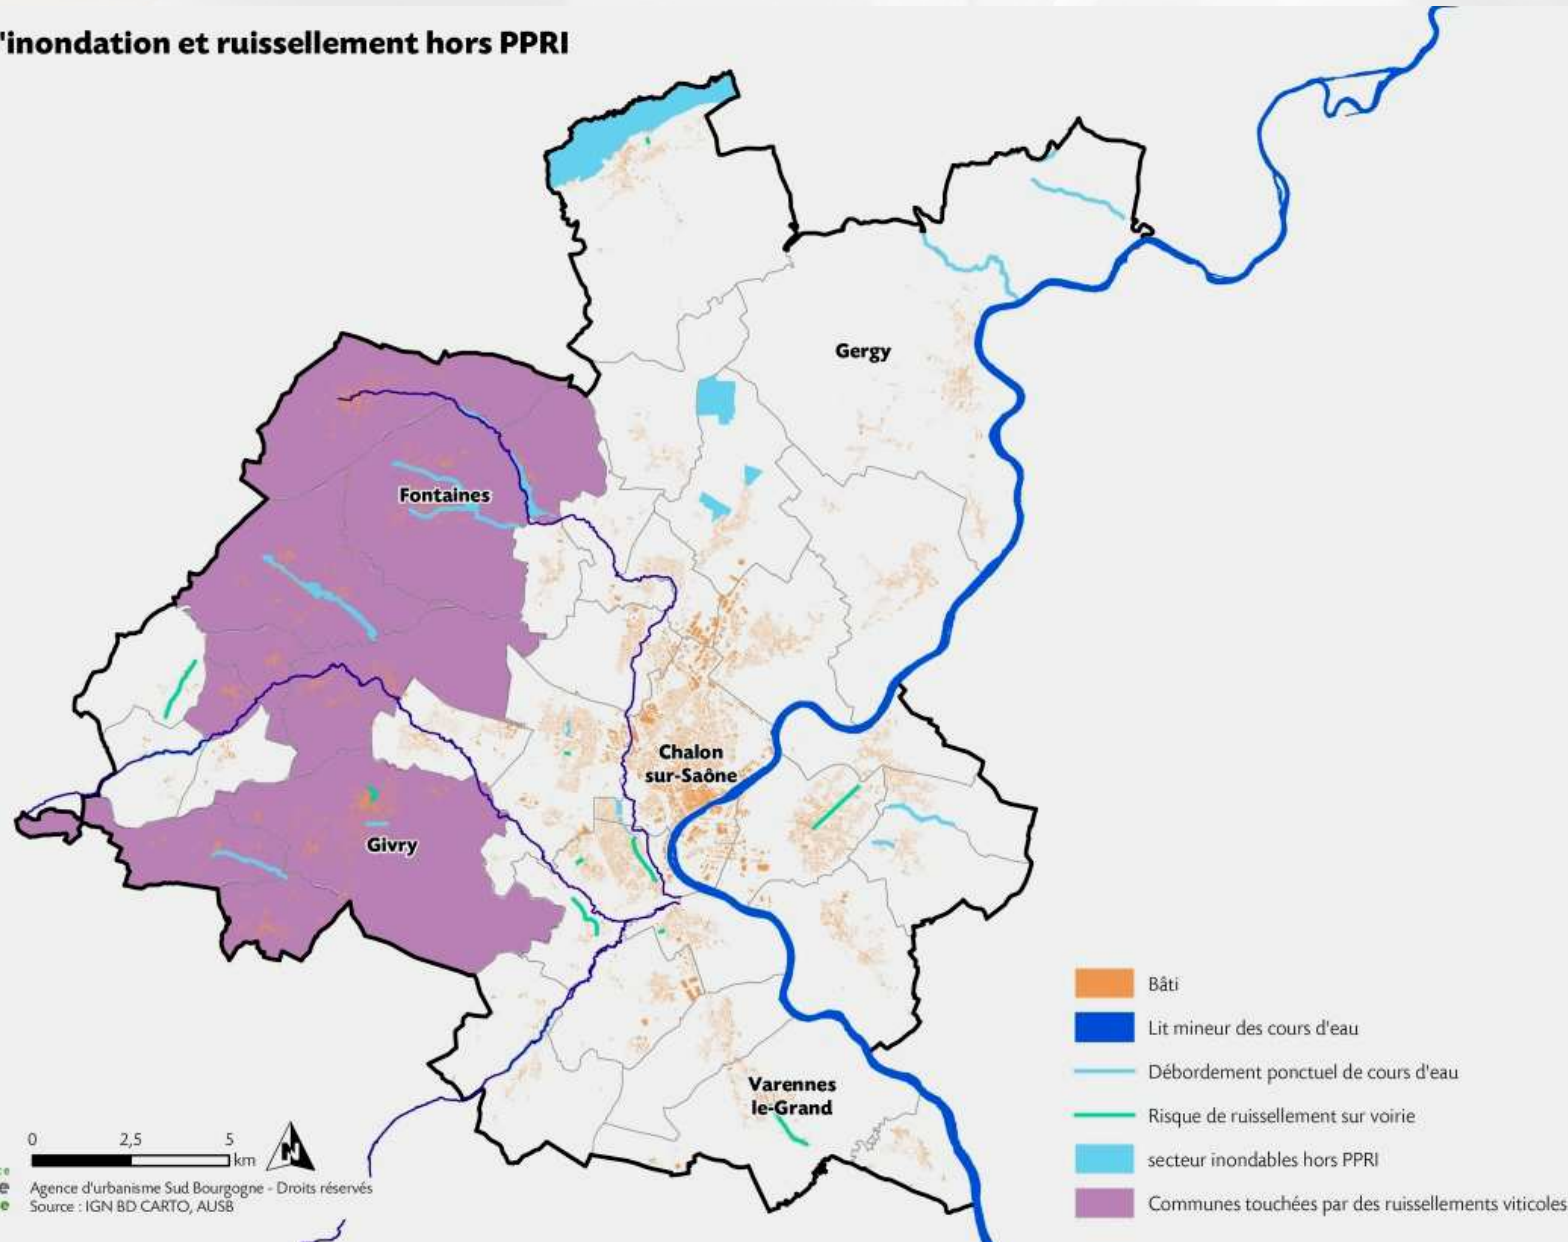 'inondation et ruissellement hors PPRI
Gergy
Fontaines
Chalon
sur-Saône
Givry
Varennes
le-Grand
Bâti
Lit mineur des cours d'eau
Débordement ponctuel de cours d'eau
Risque de ruissellement sur voirie
secteur inondables hors PPRI
Communes touchées par des ruissellements viticoles
0 2,5 5
km
N
Agence d'urbanisme Sud Bourgogne - Droits réservés
Source : IGN BD CARTO, AUSB